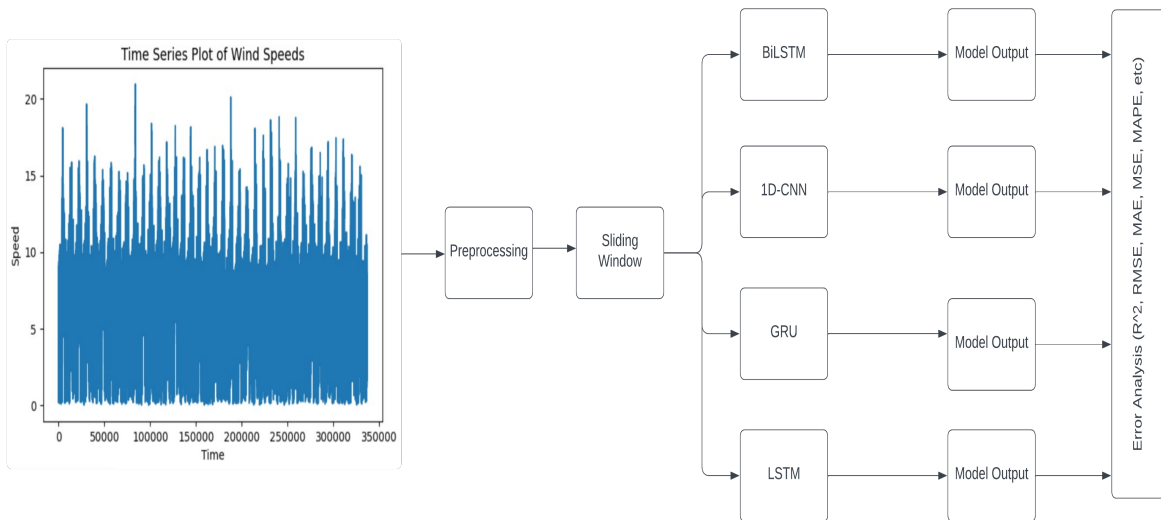 Time Series Plot of Wind Speeds
Speed
20
15
10
5
0
0 50000 100000 150000 200000 250000 300000 350000
Time
Preprocessing
Sliding
Window
BiLSTM
Model Output
1D-CNN
Model Output
GRU
Model Output
LSTM
Model Output
Error Analysis (R^2, RMSE, MAE, MSE, MAPE, etc)